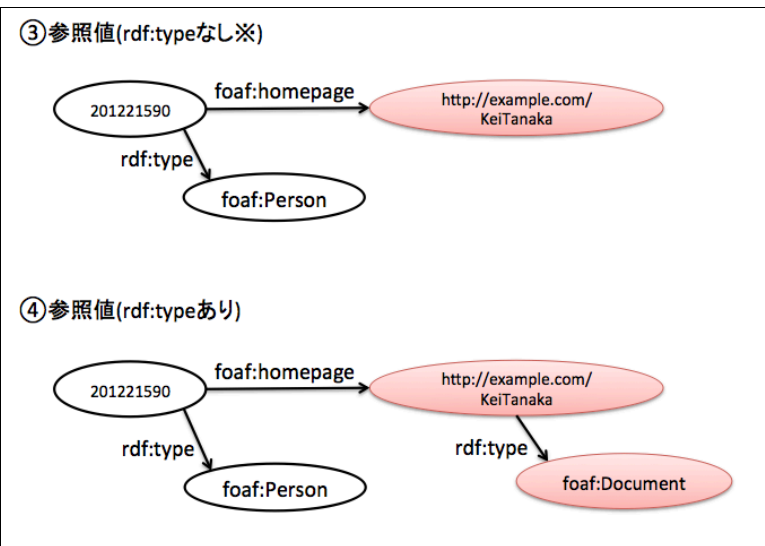 ③参照値(rdf:typeなし※)
foaf:homepage
201221590
http://example.com/
KeiTanaka
rdf:type
foaf:Person
④参照値(rdf:typeあり)
foaf:homepage
201221590
http://example.com/
KeiTanaka
rdf:type
rdf:type
foaf:Person
foaf:Document